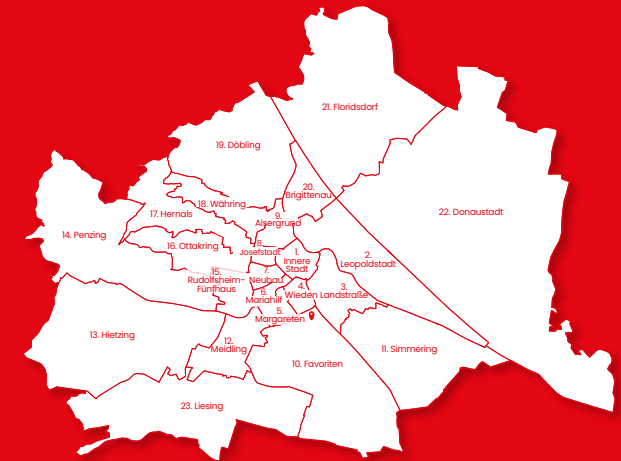 21. Floridsdorf
19. Döbling
20.
Brigittenau
18. Währing
17. Hernals
9.
Alsergrund
22. Donaustadt
14. Penzing
16. Ottakring
8.
Josefstadt
1.
Innere
Stadt
2.
Leopoldstadt
15.
Rudolfsheim-
Fünfhaus
7.
Neubau
6.
Mariahilf
4.
Wieden
3.
Landstraße
5.
Margareten
13. Hietzing
12.
Meidling
11. Simmering
10. Favoriten
23. Liesing